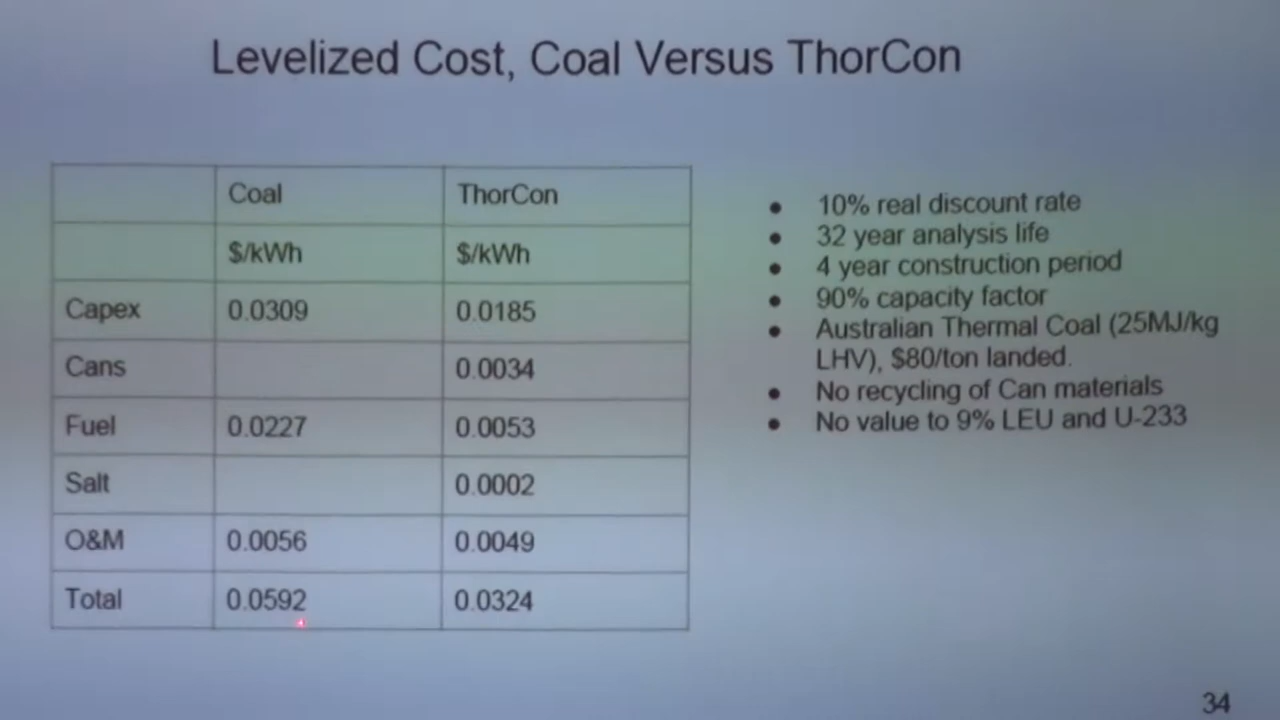 Levelized Cost, Coal Versus ThorCon
Coal ThorCon
$/kWh $/kWh
Capex 0.0309 0.0185
Cans 0.0034
Fuel 0.0227 0.0053
Salt 0.0002
O&M 0.0056 0.0049
Total 0.0592 0.0324
• 10% real discount rate
• 32 year analysis life
• 4 year construction period
• 90% capacity factor
• Australian Thermal Coal (25MJ/kg
LHV), $80/ton landed.
• No recycling of Can materials
• No value to 9% LEU and U-233
34